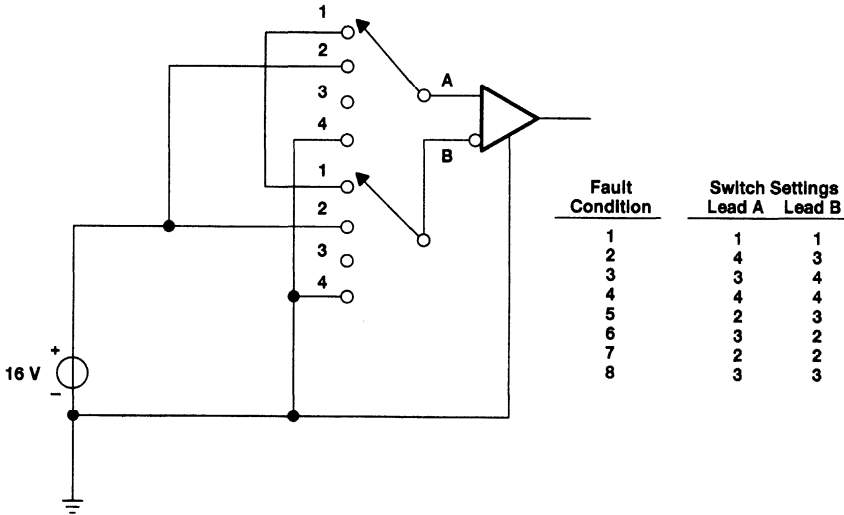 1
2
3
4
1
2
3
4
A
B
+
16 V
−
Fault Condition
Switch Settings
Lead A Lead B
1 1 1
2 4 3
3 3 4
4 4 4
5 2 3
6 3 2
7 2 2
8 3 3